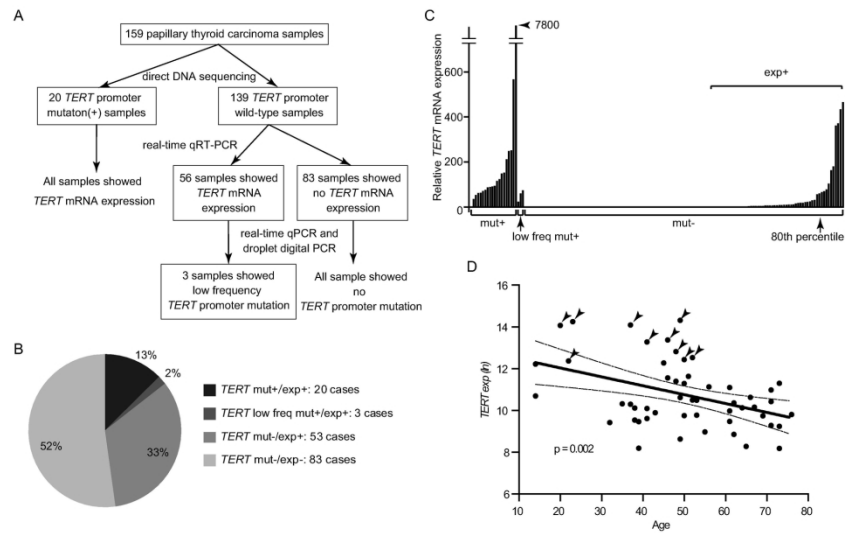 A
159 papillary thyroid carcinoma samples
direct DNA sequencing
20 TERT promoter
mutaton(+) samples
139 TERT promoter
wild-type samples
real-time qRT-PCR
All samples showed
TERT mRNA expression
56 samples showed
TERT mRNA
expression
83 samples showed
no TERT mRNA
expression
real-time qPCR and
droplet digital PCR
3 samples showed
low frequency
TERT promoter mutation
All sample showed
no
TERT promoter mutation
B
13%
2%
33%
52%
TERT mut+/exp+: 20 cases
TERT low freq mut+/exp+: 3 cases
TERT mut-/exp+: 53 cases
TERT mut-/exp-: 83 cases
C
7800
Relative TERT mRNA expression
600
400
200
0
exp+
mut+
low freq mut+
mut-
80th percentile
D
TERT exp (ln)
16
14
12
10
8
6
p = 0.002
10 20 30 40 50 60 70 80
Age